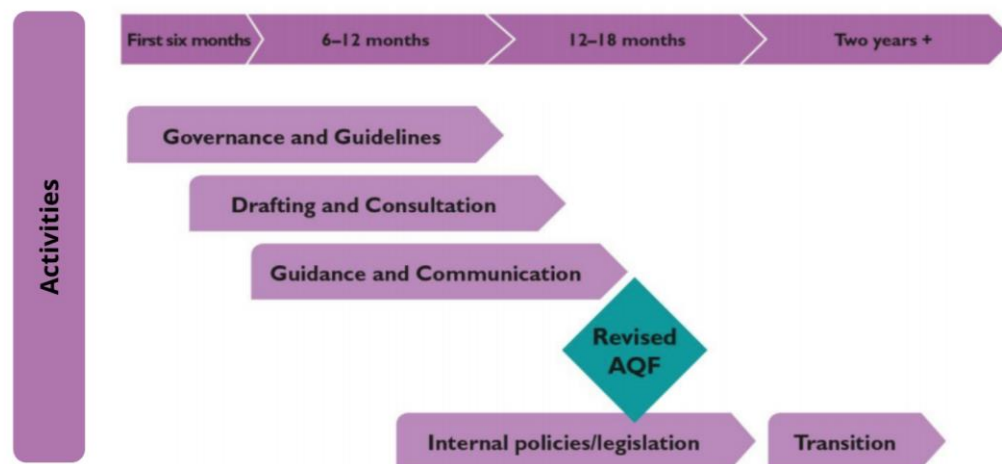 Activities
First six months
6–12 months
12–18 months
Two years +
Governance and Guidelines
Drafting and Consultation
Guidance and Communication
Revised
AQF
Internal policies/legislation
Transition